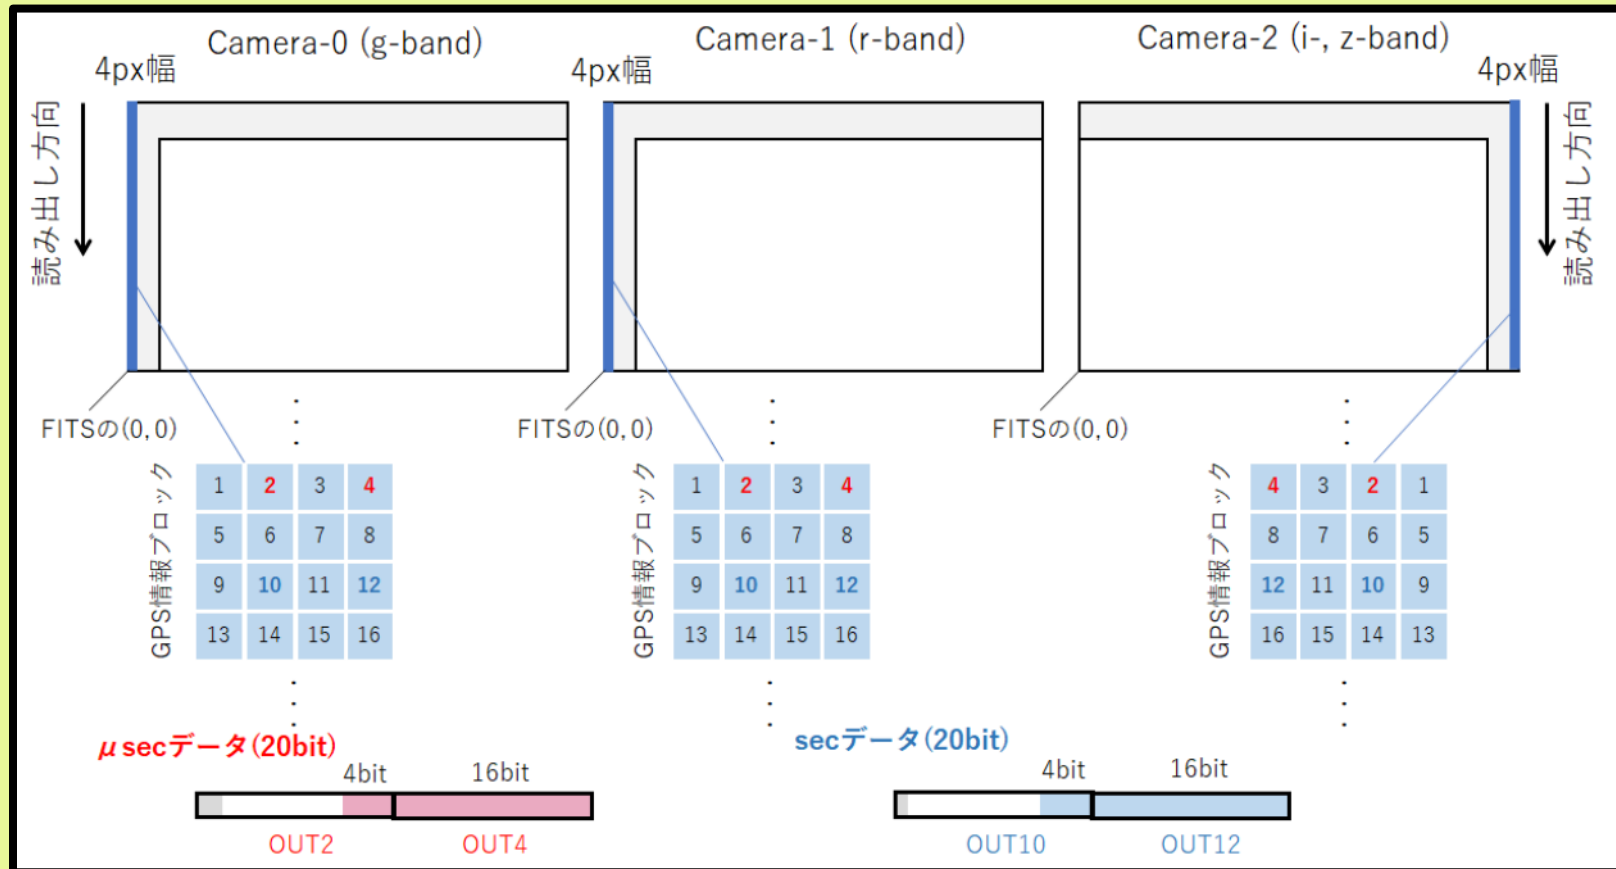 Camera-0 (g-band)
Camera-1 (r-band)
Camera-2 (i-, z-band)
4px幅
4px幅
4px幅
読み出し方向
読み出し方向
FITSの(0,0)
FITSの(0,0)
FITSの(0,0)
GPS情報ブロック
1 2 3 4
5 6 7 8
9 10 11 12
13 14 15 16
GPS情報ブロック
1 2 3 4
5 6 7 8
9 10 11 12
13 14 15 16
GPS情報ブロック
4 3 2 1
8 7 6 5
12 11 10 9
16 15 14 13
μsecデータ(20bit)
4bit 16bit
OUT2 OUT4
secデータ(20bit)
4bit 16bit
OUT10 OUT12